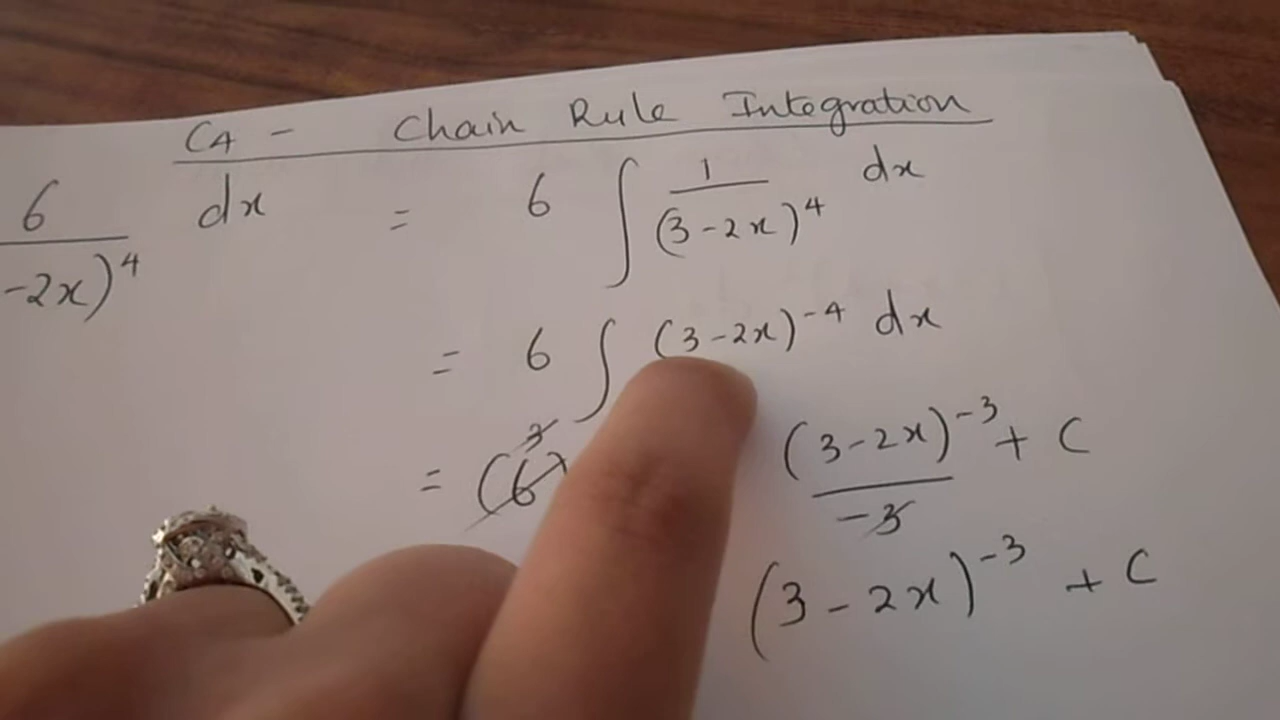 C4 - Chain Rule Integration
6 / -2x)^4 dx = 6 ∫ 1 / (3-2x)^4 dx
= 6 ∫ (3-2x)^-4 dx
= (6) 3 (3-2x)^-3 / -3 + C
(3-2x)^-3 + C